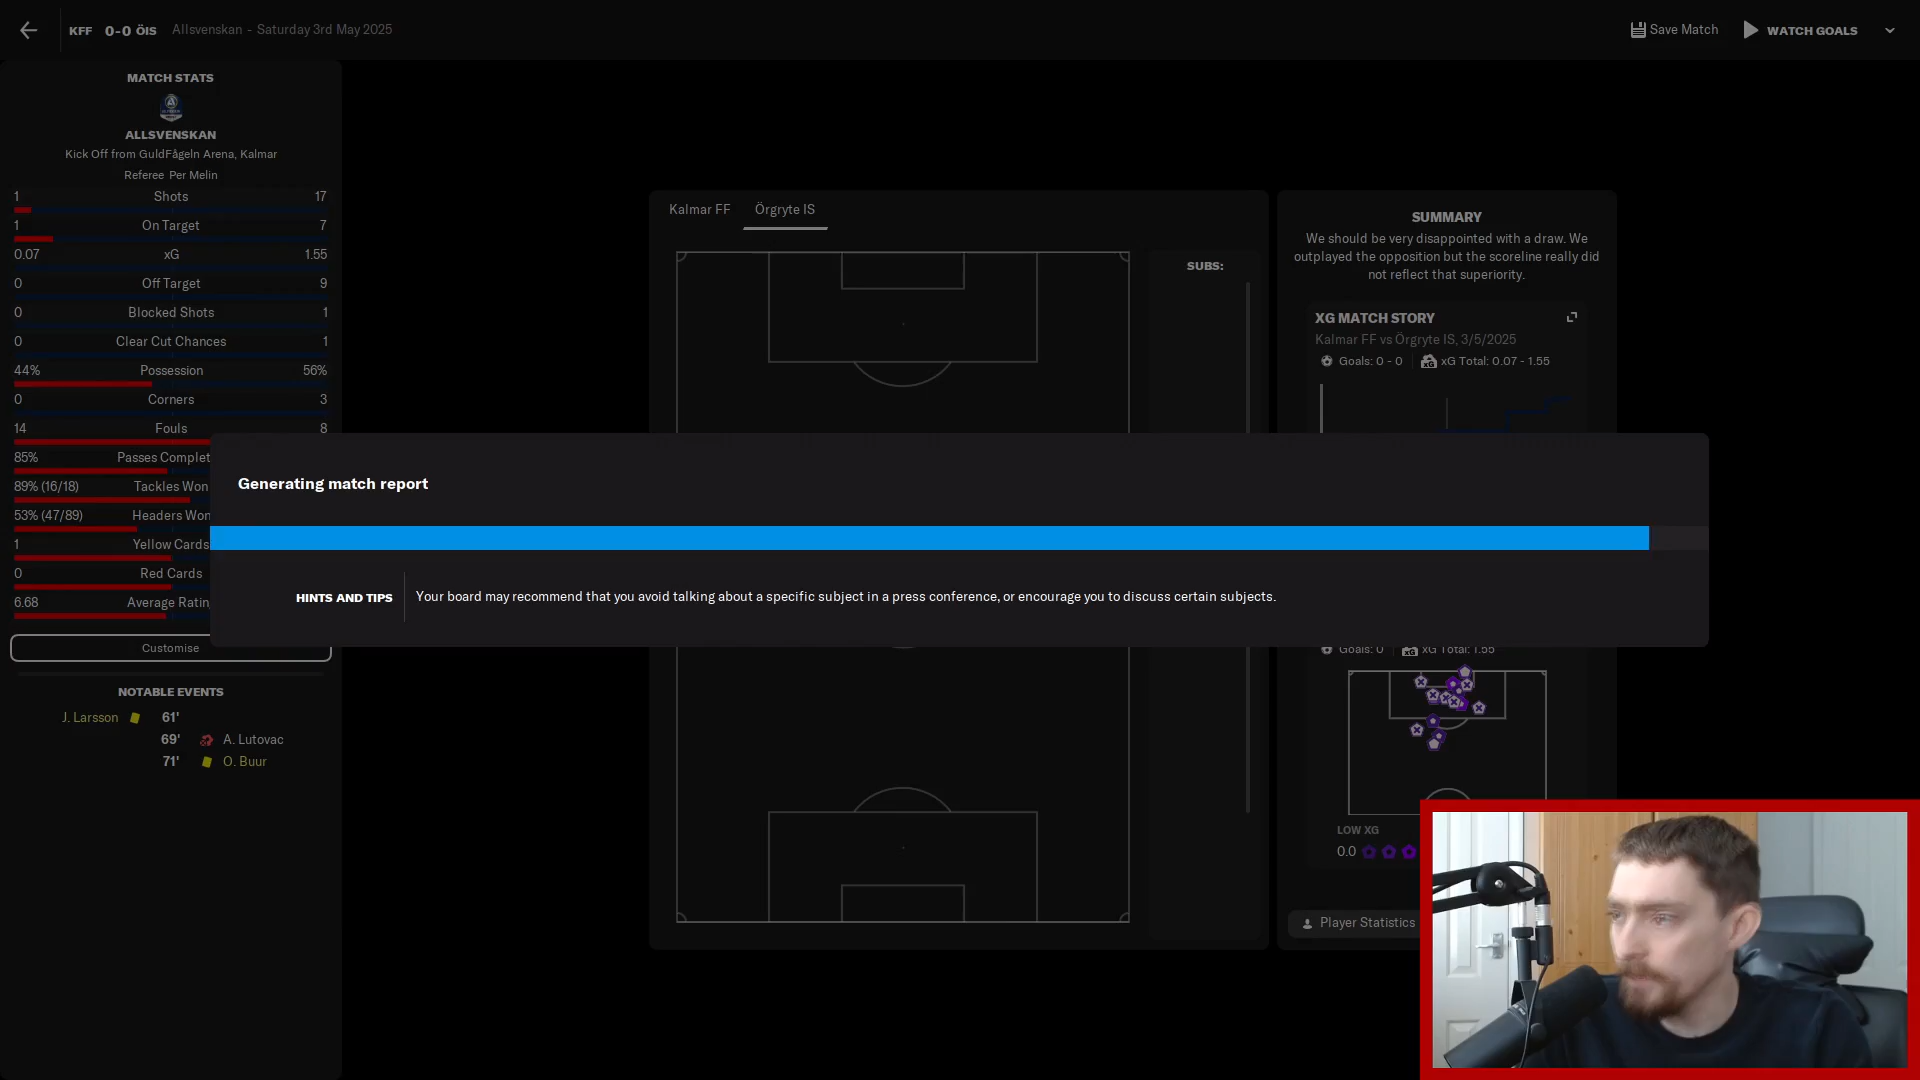 KFF 0-0 ÖIS Allsvenskan - Saturday 3rd May 2025
Save Match
WATCH GOALS
MATCH STATS
ALLSVENSKAN
Kick Off from GuldFågeln Arena, Kalmar
Referee Per Melin
1 Shots 17
1 On Target 7
0.07 xG 1.55
0 Off Target 9
0 Blocked Shots 1
0 Clear Cut Chances 1
44% Possession 56%
0 Corners 3
14 Fouls 8
85% Passes Complet
89% (16/18) Tackles Won
53% (47/89) Headers Won
1 Yellow Cards
0 Red Cards
6.68 Average Ratin
Customise
NOTABLE EVENTS
J. Larsson 61'
69' A. Lutovac
71' O. Buur
Kalmar FF Örgryte IS
SUBS:
SUMMARY
We should be very disappointed with a draw. We
outplayed the opposition but the scoreline really did
not reflect that superiority.
XG MATCH STORY
Kalmar FF vs Örgryte IS, 3/5/2025
Goals: 0 - 0 xG Total: 0.07 - 1.55
Generating match report
HINTS AND TIPS
Your board may recommend that you avoid talking about a specific subject in a press conference, or encourage you to discuss certain subjects.
Goals: 0 xG Total: 1.55
LOW XG
0.0
Player Statistics